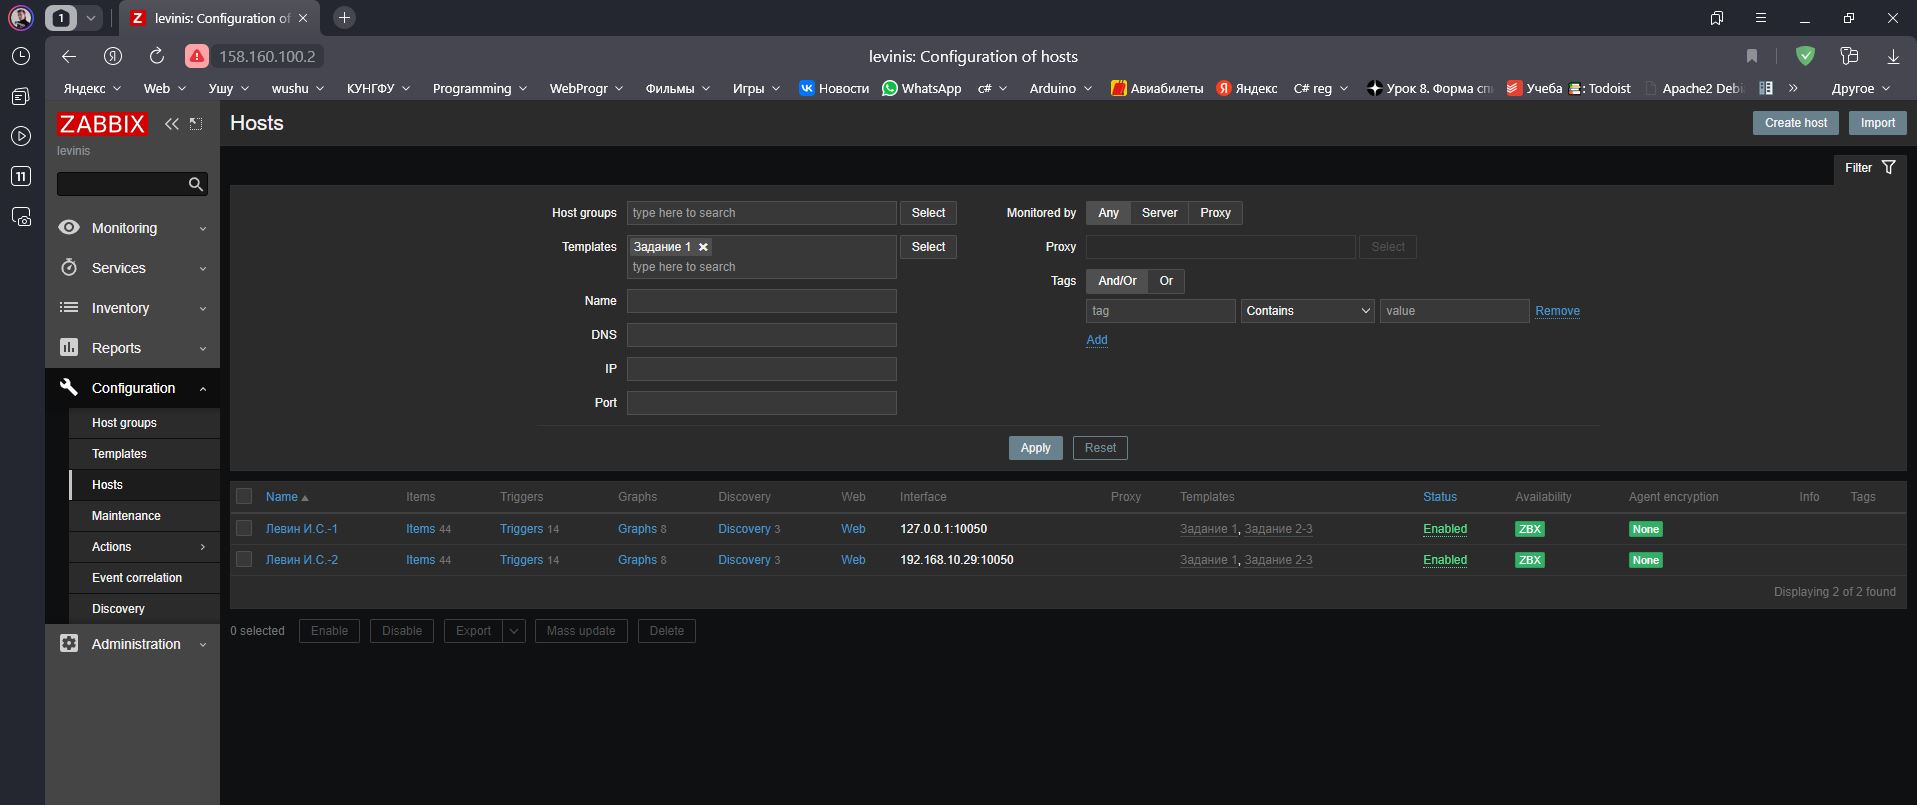 1
levinis: Configuration of
158.160.100.2
levinis: Configuration of hosts
Яндекс Web Ушу wushu КУНГФУ Programming WebProgr Фильмы Игры Новости WhatsApp c# Arduino Авиабилеты Яндекс C# reg Урок 8. Форма Учеба : Todoist Apache2 » Другое
11
ZABBIX
levinis
Monitoring
Services
Inventory
Reports
Configuration
Host groups
Templates
Hosts
Maintenance
Actions
Event correlation
Discovery
Administration
Hosts
Create host Import
Filter
Host groups type here to search Select
Templates Задание 1 Select
type here to search
Name
DNS
IP
Port
Monitored by Any Server Proxy
Proxy Select
Tags And/Or Or
tag Contains value Remove
Add
Apply Reset
Name Items Triggers Graphs Discovery Web Interface Proxy Templates Status Availability Agent encryption Info Tags
Левин И.С.-1 Items 44 Triggers 14 Graphs 8 Discovery 3 Web 127.0.0.1:10050 Задание 1, Задание 2-3 Enabled ZBX None
Левин И.С.-2 Items 44 Triggers 14 Graphs 8 Discovery 3 Web 192.168.10.29:10050 Задание 1, Задание 2-3 Enabled ZBX None
Displaying 2 of 2 found
0 selected Enable Disable Export Mass update Delete